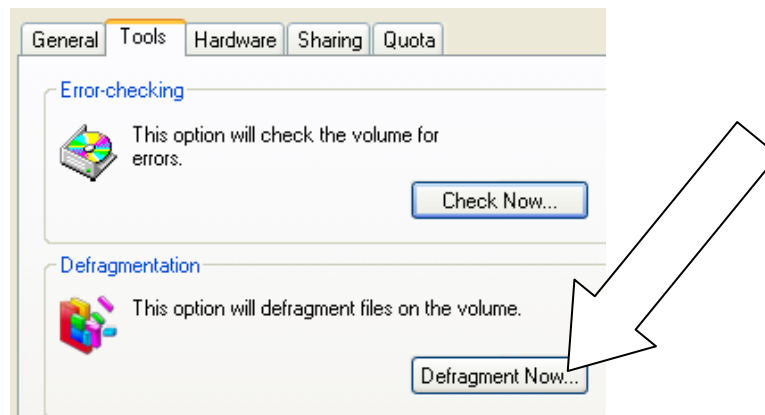 General Tools Hardware Sharing Quota
Error-checking
This option will check the volume for
errors.
Check Now...
Defragmentation
This option will defragment files on the volume.
Defragment Now...